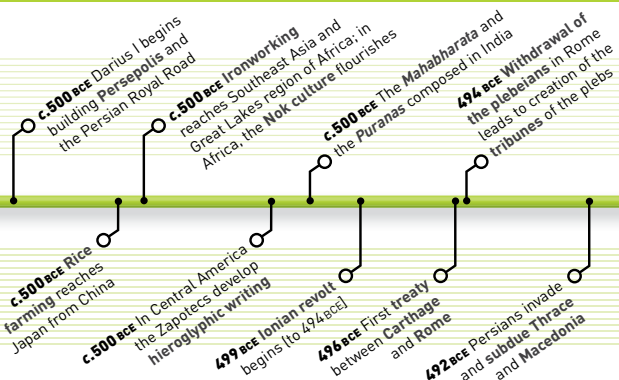 c.500 BCE Darius I begins
building Persepolis and
the Persian Royal Road
c.500 BCE Ironworking
reaches Southeast Asia and
Great Lakes region of Africa; in
Africa, the Nok culture flourishes
c.500 BCE The Mahabharata and
the Puranas composed in India
494 BCE Withdrawal of
the plebeians in Rome
leads to creation of the
tribunes of the plebs
c.500 BCE Rice
farming reaches
Japan from China
c.500 BCE In Central America
the Zapotecs develop
hieroglyphic writing
499 BCE Ionian revolt
begins [to 494 BCE]
496 BCE First treaty
between Carthage
and Rome
492 BCE Persians invade
and subdue Thrace
and Macedonia